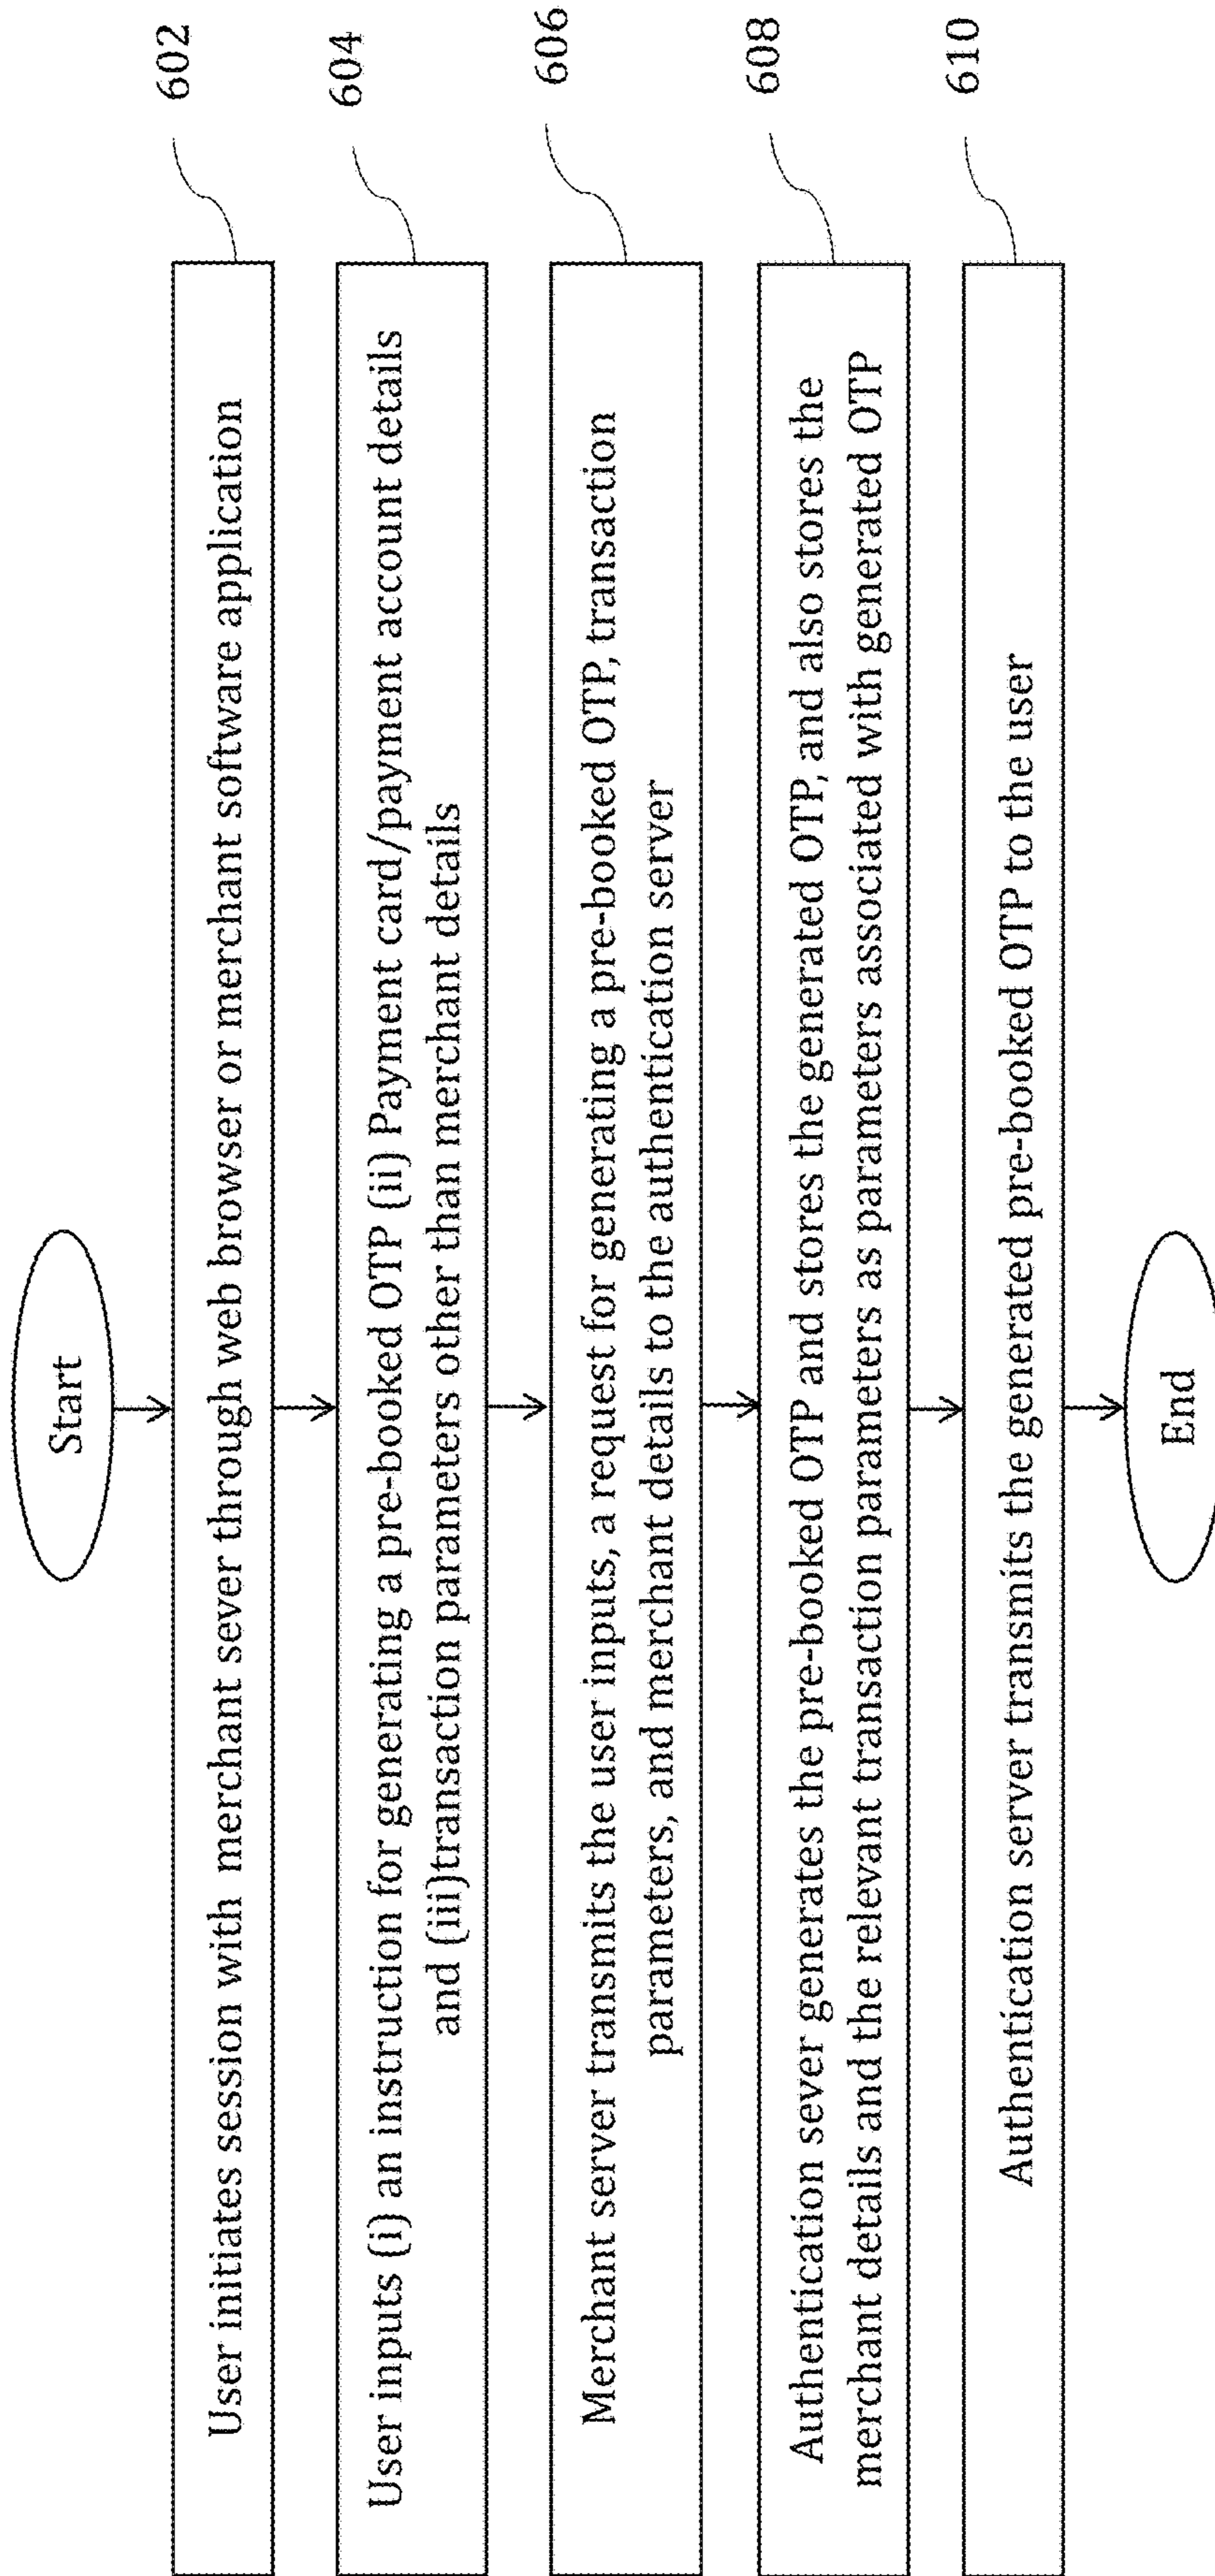 Start
User initiates session with merchant sever through web browser or merchant software application
602
User inputs (i) an instruction for generating a pre-booked OTP (ii) Payment card/payment account details
and (iii)transaction parameters other than merchant details
604
Merchant server transmits the user inputs, a request for generating a pre-booked OTP, transaction
parameters, and merchant details to the authentication server
606
Authentication sever generates the pre-booked OTP and stores the generated OTP, and also stores the
merchant details and the relevant transaction parameters as parameters associated with generated OTP
608
Authentication server transmits the generated pre-booked OTP to the user
610
End